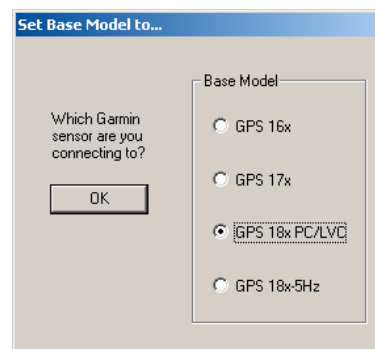 Set Base Model to...
Which Garmin
sensor are you
connecting to?
OK
Base Model
GPS 16x
GPS 17x
GPS 18x PC/LVC
GPS 18x-5Hz